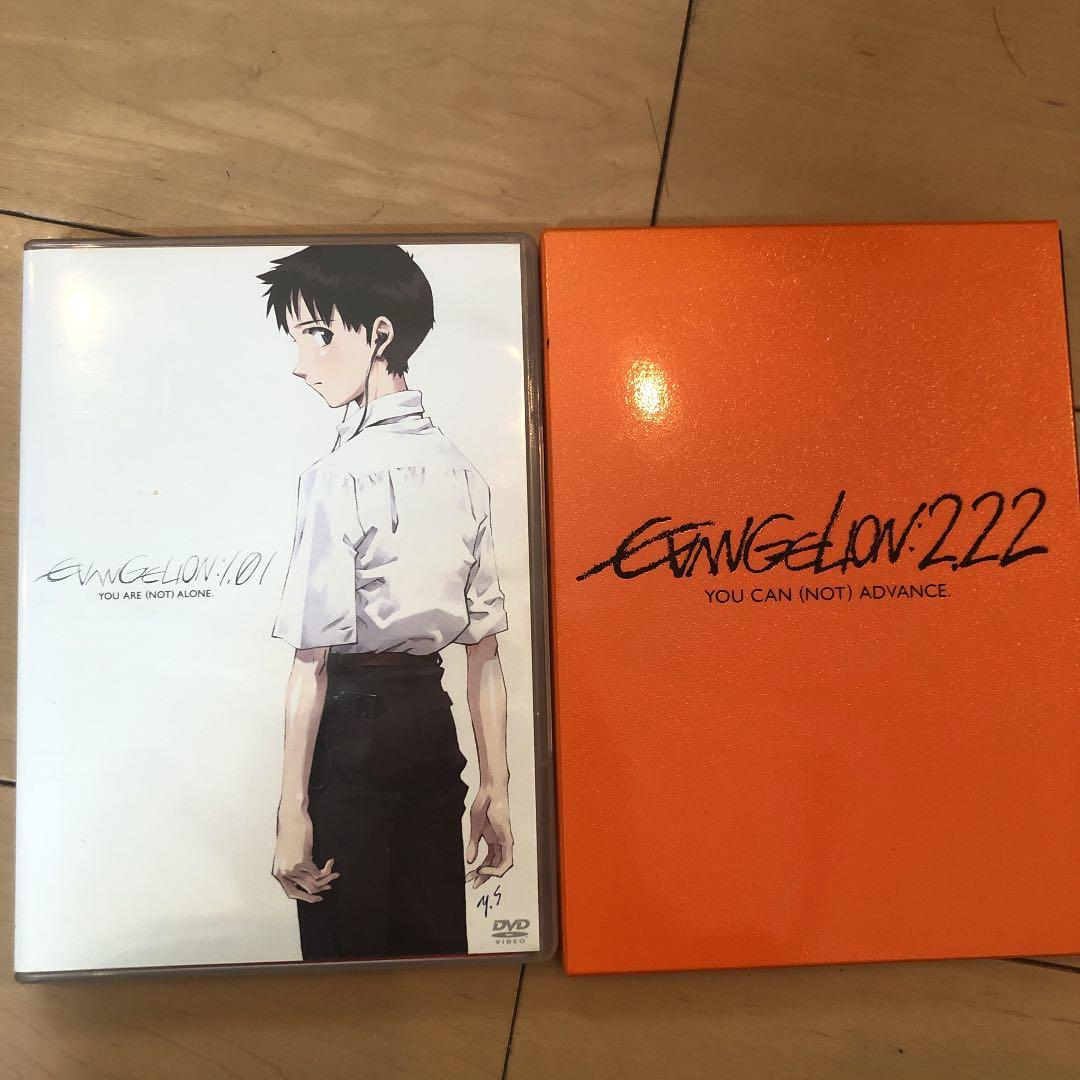 EVANGELION:1.01
YOU ARE (NOT) ALONE.
Y.S
DVD
VIDEO
EVANGELION:2.22
YOU CAN (NOT) ADVANCE.